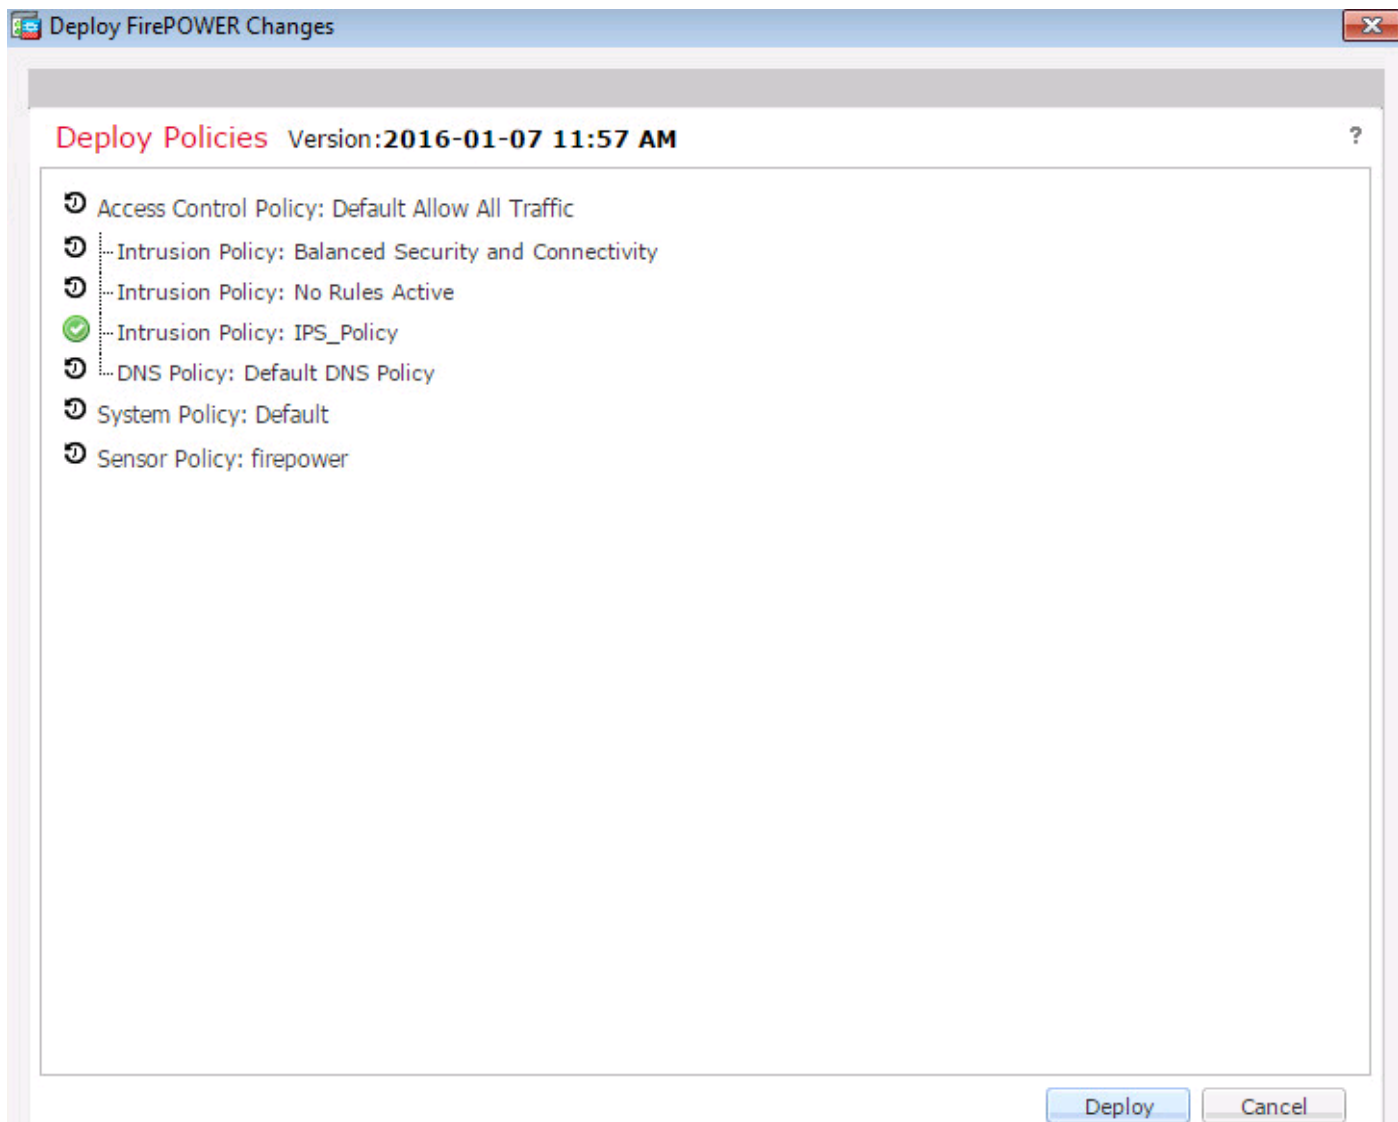 Deploy FirePOWER Changes
Deploy Policies Version:2016-01-07 11:57 AM ?
Access Control Policy: Default Allow All Traffic
Intrusion Policy: Balanced Security and Connectivity
Intrusion Policy: No Rules Active
Intrusion Policy: IPS_Policy
DNS Policy: Default DNS Policy
System Policy: Default
Sensor Policy: firepower
Deploy Cancel